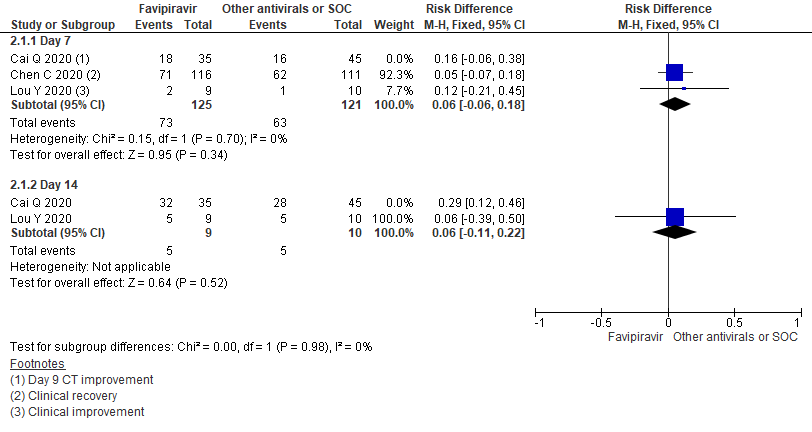 Favipiravir Other antivirals or SOC Risk Difference Risk Difference
Study or Subgroup Events Total Events Total Weight M-H, Fixed, 95% CI M-H, Fixed, 95% CI
2.1.1 Day 7
Cai Q 2020 (1) 18 35 16 45 0.0% 0.16 [-0.06, 0.38]
Chen C 2020 (2) 71 116 62 111 92.3% 0.05 [-0.07, 0.18]
Lou Y 2020 (3) 2 9 1 10 7.7% 0.12 [-0.21, 0.45]
Subtotal (95% CI) 125 121 100.0% 0.06 [-0.06, 0.18]
Total events 73 63
Heterogeneity: Chi² = 0.15, df = 1 (P = 0.70); I² = 0%
Test for overall effect: Z = 0.95 (P = 0.34)
2.1.2 Day 14
Cai Q 2020 32 35 28 45 0.0% 0.29 [0.12, 0.46]
Lou Y 2020 5 9 5 10 100.0% 0.06 [-0.39, 0.50]
Subtotal (95% CI) 9 10 100.0% 0.06 [-0.11, 0.22]
Total events 5 5
Heterogeneity: Not applicable
Test for overall effect: Z = 0.64 (P = 0.52)
-1 -0.5 0 0.5 1
Favipiravir Other antivirals or SOC
Test for subgroup differences: Chi² = 0.00, df = 1 (P = 0.98), I² = 0%
Footnotes
(1) Day 9 CT improvement
(2) Clinical recovery
(3) Clinical improvement